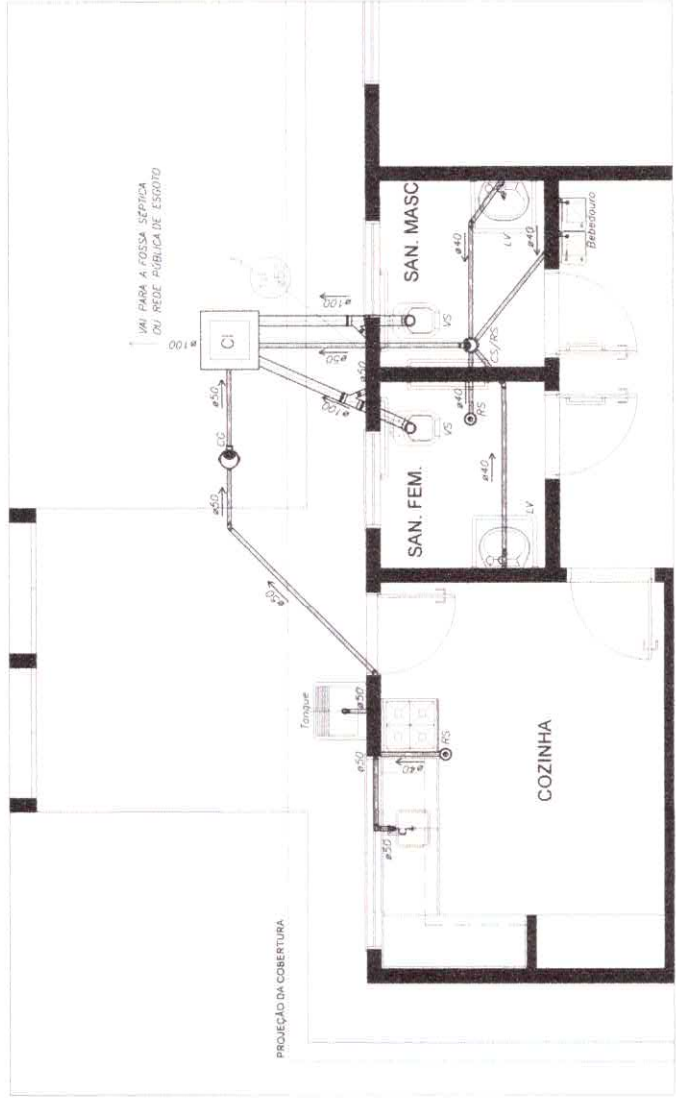 VAI PARA A FOSSA SÉPTICA
OU REDE PÚBLICA DE ESGOTO
ø100
CI
ø50
CG
ø50
ø50
ø100
ø50
ø100
ø50
SAN. MASC
VS
LV
ø40
ø40
CS/RS
Bebedouro
SAN. FEM.
VS
RS
ø40
ø40
LV
Tanque
ø50
ø50
ø40
RS
ø50
COZINHA
PROJEÇÃO DA COBERTURA